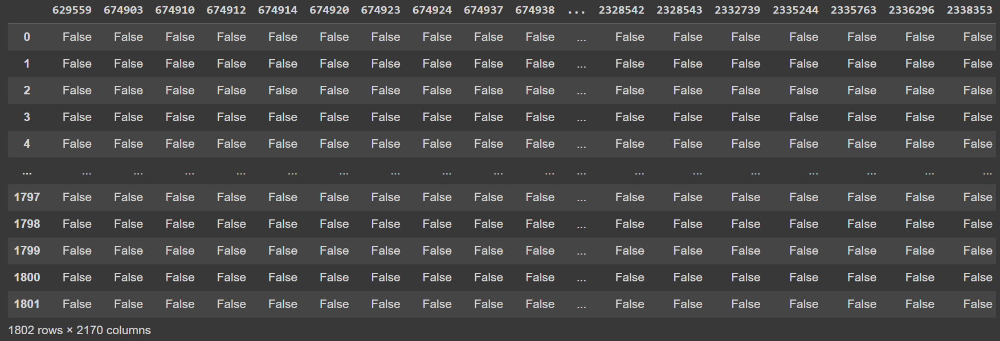 629559 674903 674910 674912 674914 674920 674923 674924 674937 674938 ... 2328542 2328543 2332739 2335244 2335763 2336296 2338353
0 False False False False False False False False False False ... False False False False False False False
1 False False False False False False False False False False ... False False False False False False False
2 False False False False False False False False False False ... False False False False False False False
3 False False False False False False False False False False ... False False False False False False False
4 False False False False False False False False False False ... False False False False False False False
... ... ... ... ... ... ... ... ... ... ... ... ... ... ... ... ... ... ...
1797 False False False False False False False False False False ... False False False False False False False
1798 False False False False False False False False False False ... False False False False False False False
1799 False False False False False False False False False False ... False False False False False False False
1800 False False False False False False False False False False ... False False False False False False False
1801 False False False False False False False False False False ... False False False False False False False
1802 rows × 2170 columns